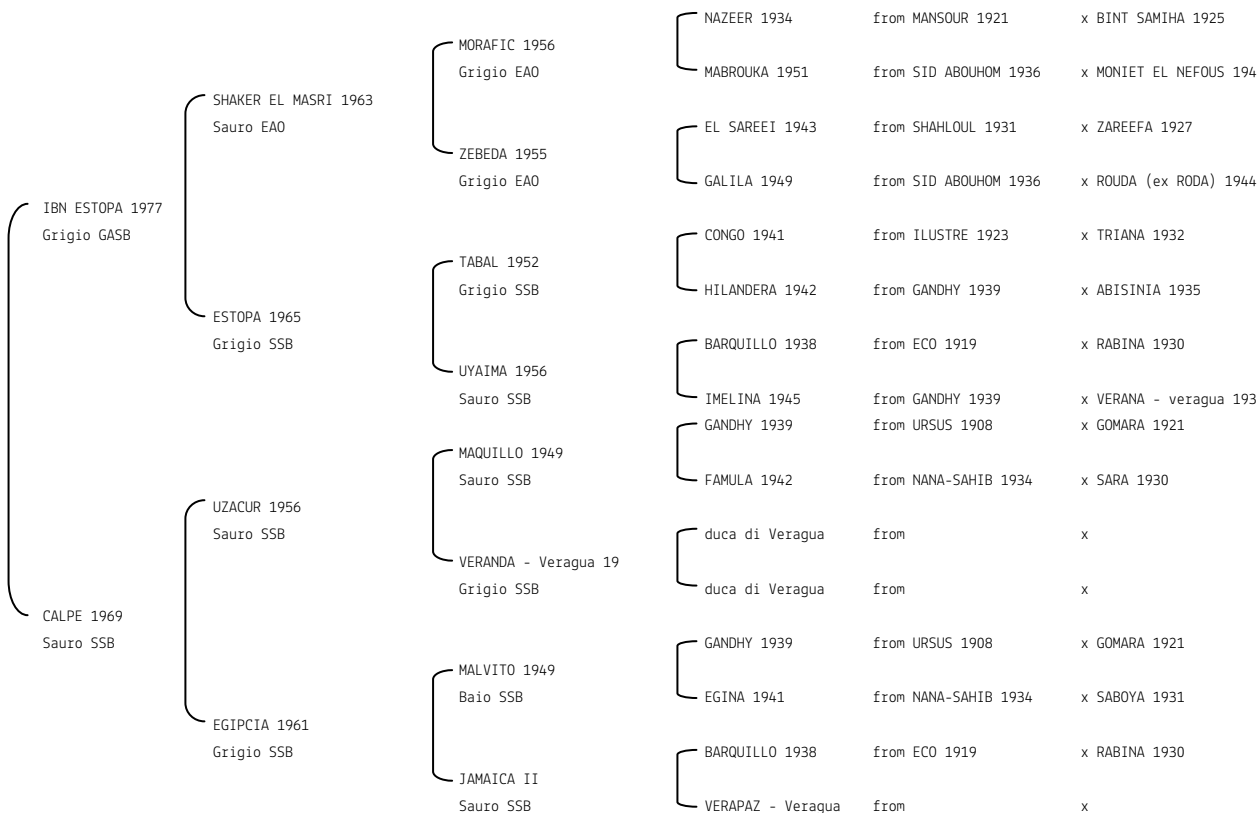 NAZEER 1934 from MANSOUR 1921 x BINT SAMIHA 1925
MORAFIC 1956
Grigio EAO MABROUKA 1951 from SID ABOUHOM 1936 x MONIET EL NEFOUS 194
SHAKER EL MASRI 1963
Sauro EAO EL SAREEI 1943 from SHAHLOUL 1931 x ZAREEFA 1927
ZEBEDA 1955
Grigio EAO GALILA 1949 from SID ABOUHOM 1936 x ROUDA (ex RODA) 1944
IBN ESTOPA 1977
Grigio GASB CONGO 1941 from ILUSTRE 1923 x TRIANA 1932
TABAL 1952
Grigio SSB HILANDERA 1942 from GANDHY 1939 x ABISINIA 1935
ESTOPA 1965
Grigio SSB BARQUILLO 1938 from ECO 1919 x RABINA 1930
UYAIMA 1956
Sauro SSB IMELINA 1945 from GANDHY 1939 x VERANA - veragua 193
GANDHY 1939 from URSUS 1908 x GOMARA 1921
MAQUILLO 1949
Sauro SSB FAMULA 1942 from NANA-SAHIB 1934 x SARA 1930
UZACUR 1956
Sauro SSB duca di Veragua from x
VERANDA - Veragua 19
Grigio SSB duca di Veragua from x
CALPE 1969
Sauro SSB GANDHY 1939 from URSUS 1908 x GOMARA 1921
MALVITO 1949
Baio SSB EGINA 1941 from NANA-SAHIB 1934 x SABOYA 1931
EGIPCIA 1961
Grigio SSB BARQUILLO 1938 from ECO 1919 x RABINA 1930
JAMAICA II
Sauro SSB VERAPAZ - Veragua from x